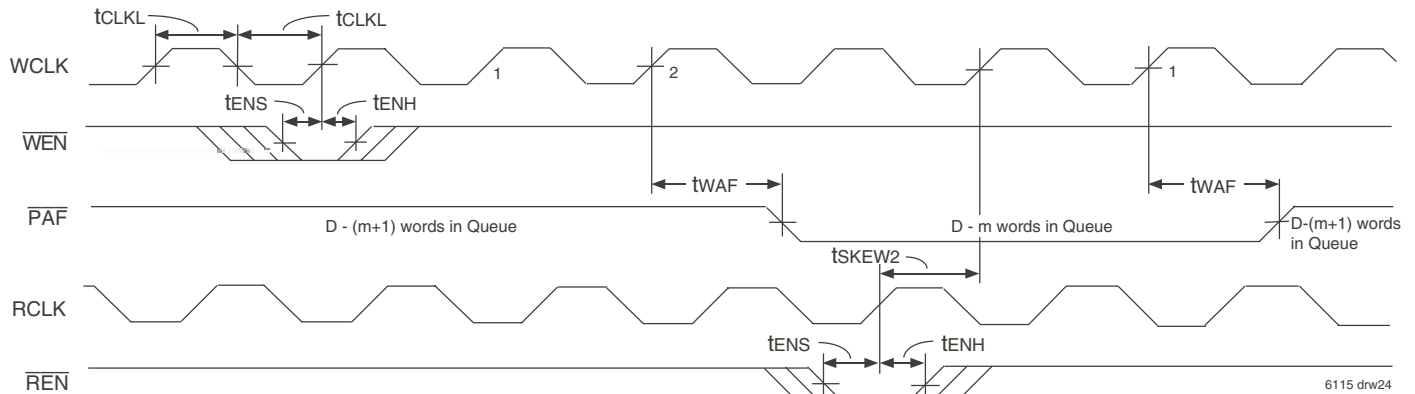 tCLKL tCLKL
WCLK 1 2 1
tENS tENH
WEN
tWAF tWAF
PAF D - (m+1) words in Queue D - m words in Queue D-(m+1) words
in Queue
tSKEW2
RCLK
tENS tENH
REN 6115 drw24